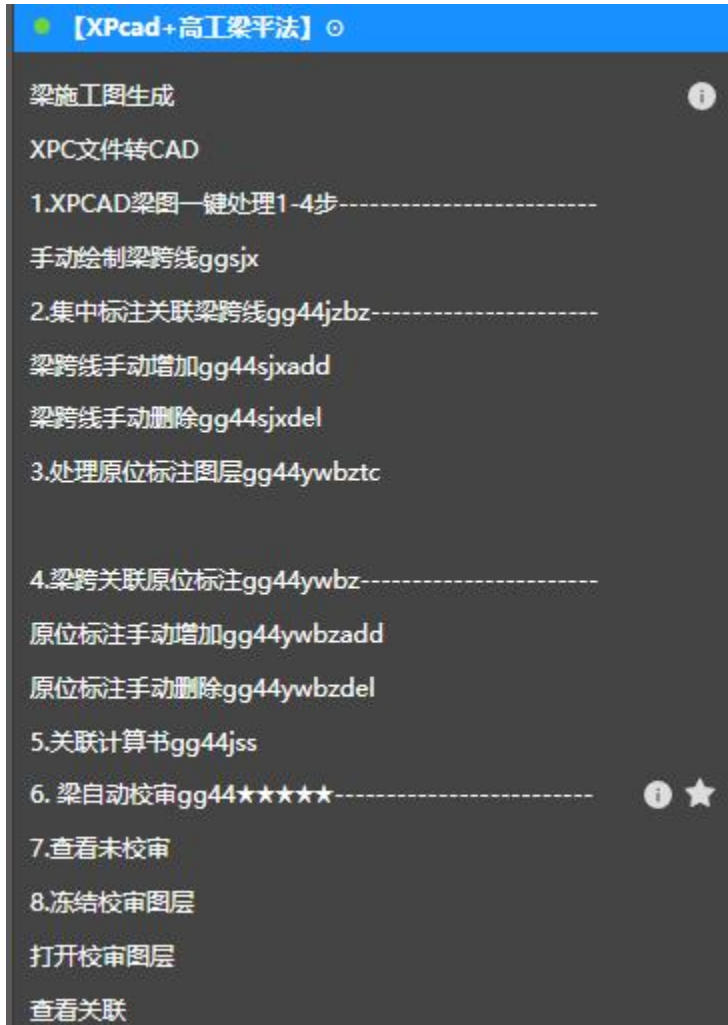 【XPcad+高工梁平法】⊙
梁施工图生成
XPC文件转CAD
1.XPCAD梁图一键处理1-4步-------------------------
手动绘制梁跨线ggsjx
2.集中标注关联梁跨线gg44jzbz----------------------
梁跨线手动增加gg44sjxadd
梁跨线手动删除gg44sjxdel
3.处理原位标注图层gg44ywbztc
4.梁跨关联原位标注gg44ywbz-----------------------
原位标注手动增加gg44ywbzadd
原位标注手动删除gg44ywbzdel
5.关联计算书gg44jss
6. 梁自动校审gg44★★★★★-------------------------
7.查看未校审
8.冻结校审图层
打开校审图层
查看关联